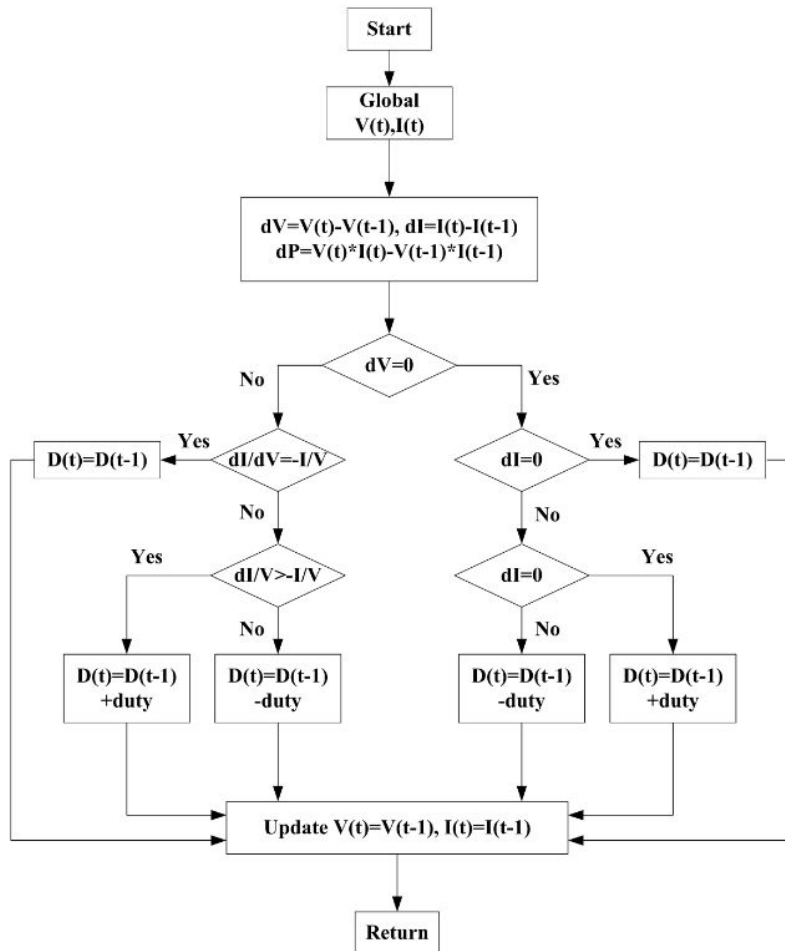 Start
Global
V(t),I(t)
dV=V(t)-V(t-1), dI=I(t)-I(t-1)
dP=V(t)*I(t)-V(t-1)*I(t-1)
dV=0
No
Yes
D(t)=D(t-1)
Yes
dI/dV=-I/V
dI=0
Yes
D(t)=D(t-1)
No
No
Yes
dI/V>-I/V
dI=0
Yes
No
No
D(t)=D(t-1)
+duty
D(t)=D(t-1)
-duty
D(t)=D(t-1)
-duty
D(t)=D(t-1)
+duty
Update V(t)=V(t-1), I(t)=I(t-1)
Return